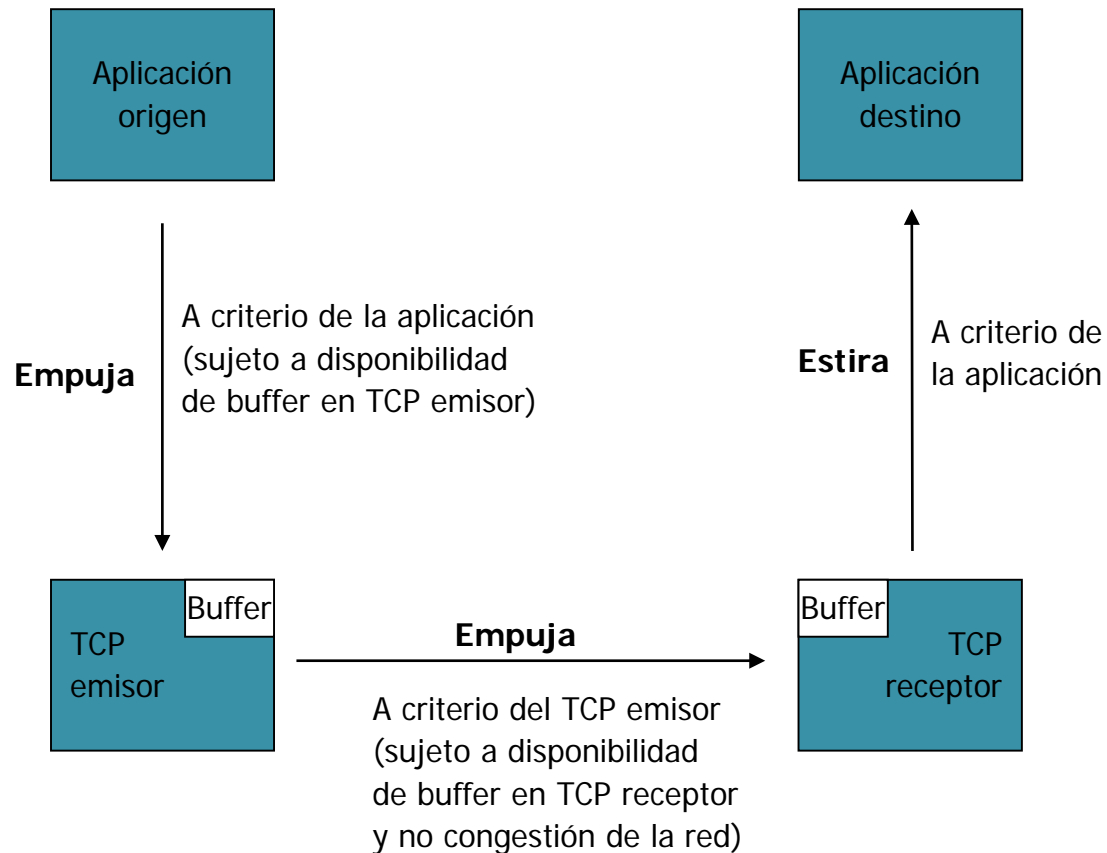 Aplicación
origen
Aplicación
destino
Empuja
A criterio de la aplicación
(sujeto a disponibilidad
de buffer en TCP emisor)
Estira
A criterio de
la aplicación
Buffer
TCP
emisor
Empuja
A criterio del TCP emisor
(sujeto a disponibilidad
de buffer en TCP receptor
y no congestión de la red)
Buffer
TCP
receptor